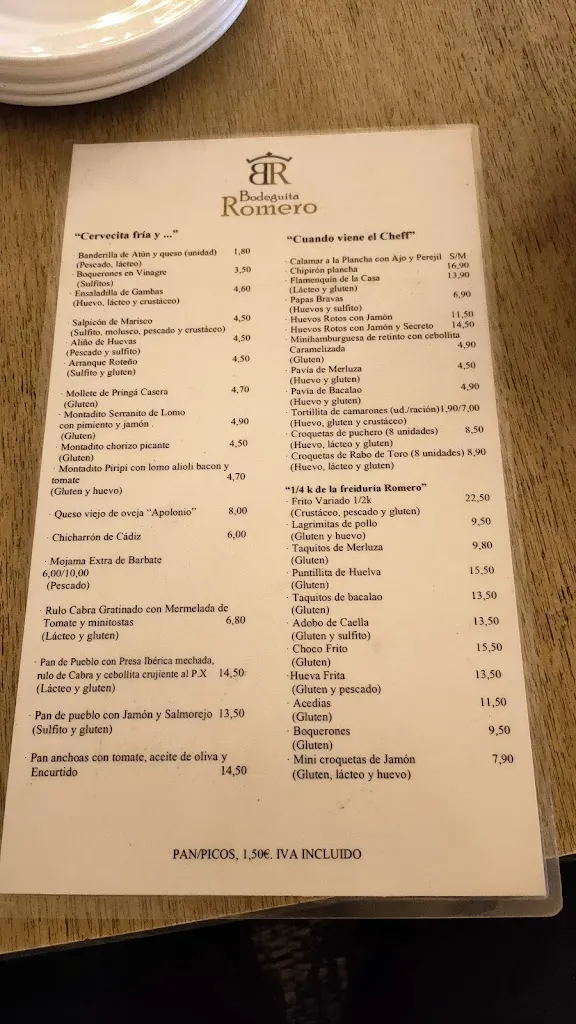 BR
Bodeguita
Romero
"Cervecita fría y ..."
· Banderilla de Atún y queso (unidad) 1,80
(Pescado, lácteo)
· Boquerones en Vinagre 3,50
(Sulfitos)
· Ensaladilla de Gambas 4,60
(Huevo, lácteo y crustáceo)
· Salpicón de Marisco 4,50
(Sulfito, molusco, pescado y crustáceo)
· Aliño de Huevas 4,50
(Pescado y sulfito)
· Arranque Roteño 4,50
(Sulfito y gluten)
· Mollete de Pringá Casera 4,70
(Gluten)
· Montadito Serranito de Lomo
con pimiento y jamón . 4,90
(Gluten)
· Montadito chorizo picante 4,50
(Gluten)
· Montadito Piripi con lomo alioli bacon y
tomate 4,70
(Gluten y huevo)
· Queso viejo de oveja "Apolonio" 8,00
· Chicharrón de Cádiz 6,00
· Mojama Extra de Barbate
6,00/10,00
(Pescado)
· Rulo Cabra Gratinado con Mermelada de
Tomate y minitostas 6,80
(Lácteo y gluten)
· Pan de Pueblo con Presa Ibérica mechada,
rulo de Cabra y cebollita crujiente al P.X 14,50
(Lácteo y gluten)
· Pan de pueblo con Jamón y Salmorejo 13,50
(Sulfito y gluten)
· Pan anchoas con tomate, aceite de oliva y
Encurtido 14,50
"Cuando viene el Cheff"
· Calamar a la Plancha con Ajo y Perejil S/M
· Chipirón plancha 16,90
· Flamenquín de la Casa 13,90
(Lácteo y gluten)
· Papas Bravas 6,90
(Huevos y sulfito)
· Huevos Rotos con Jamón 11,50
· Huevos Rotos con Jamón y Secreto 14,50
· Minihamburguesa de retinto con cebollita
Caramelizada 4,90
(Gluten)
· Pavía de Merluza 4,50
(Huevo y gluten)
· Pavía de Bacalao 4,90
(Huevo y gluten)
· Tortillita de camarones (ud./ración)1,90/7,00
(Huevo, gluten y crustáceo)
· Croquetas de puchero (8 unidades) 8,50
(Huevo, lácteo y gluten)
· Croquetas de Rabo de Toro (8 unidades) 8,90
(Huevo, lácteo y gluten)
"1/4 k de la freiduría Romero"
· Frito Variado 1/2k 22,50
(Crustáceo, pescado y gluten)
· Lagrimitas de pollo 9,50
(Gluten y huevo)
· Taquitos de Merluza 9,80
(Gluten)
· Puntillita de Huelva 15,50
(Gluten)
· Taquitos de bacalao 13,50
(Gluten)
· Adobo de Caella 13,50
(Gluten y sulfito)
· Choco Frito 15,50
(Gluten)
· Hueva Frita 13,50
(Gluten y pescado)
· Acedias 11,50
(Gluten)
· Boquerones 9,50
(Gluten)
· Mini croquetas de Jamón 7,90
(Gluten, lácteo y huevo)
PAN/PICOS, 1,50€. IVA INCLUIDO